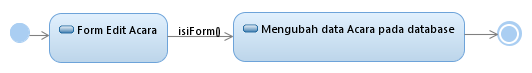 Form Edit Acara
isiForm()
Mengubah data Acara pada database